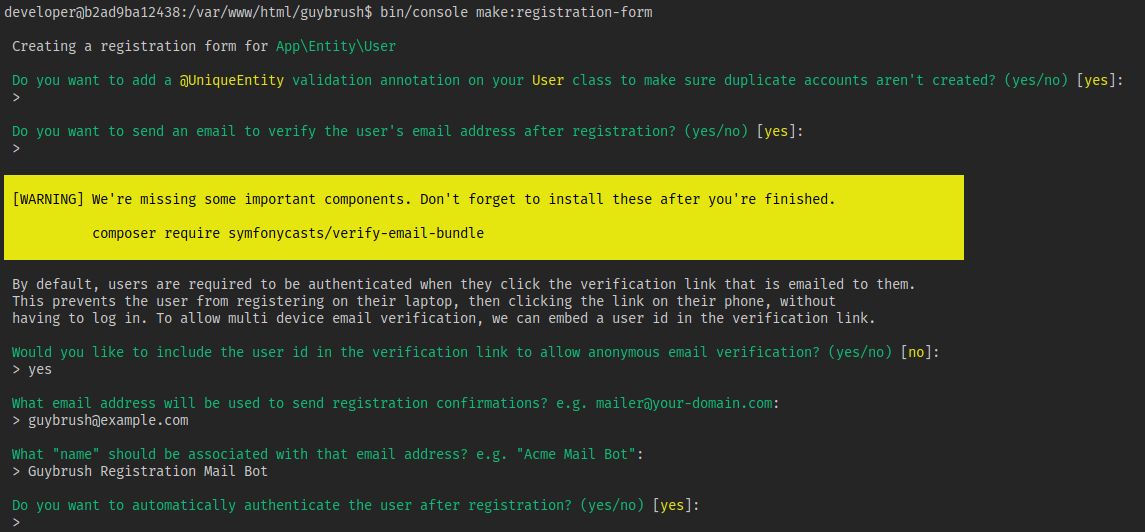 developer@b2ad9ba12438:/var/www/html/guybrush$ bin/console make:registration-form
Creating a registration form for App\Entity\User
Do you want to add a @UniqueEntity validation annotation on your User class to make sure duplicate accounts aren't created? (yes/no) [yes]:
>
Do you want to send an email to verify the user's email address after registration? (yes/no) [yes]:
>
[WARNING] We're missing some important components. Don't forget to install these after you're finished.
composer require symfonycasts/verify-email-bundle
By default, users are required to be authenticated when they click the verification link that is emailed to them.
This prevents the user from registering on their laptop, then clicking the link on their phone, without
having to log in. To allow multi device email verification, we can embed a user id in the verification link.
Would you like to include the user id in the verification link to allow anonymous email verification? (yes/no) [no]:
> yes
What email address will be used to send registration confirmations? e.g. mailer@your-domain.com:
> guybrush@example.com
What "name" should be associated with that email address? e.g. "Acme Mail Bot":
> Guybrush Registration Mail Bot
Do you want to automatically authenticate the user after registration? (yes/no) [yes]:
>